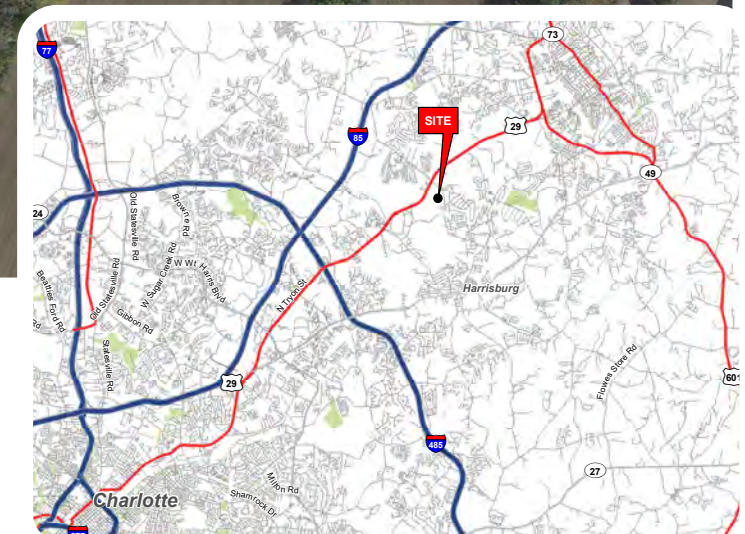 73
77
SITE
29
85
49
24
Old Statesville Rd
Browne Rd
W WT Harris Blvd
W Sugar Creek Rd
Old Statesville Rd
Beatties Ford Rd
Rd
Gibbon Rd
N Tryon St
Harrisburg
Statesville Rd
Flowes Store Rd
29
601
485
27
Milton Rd
Shamrock Dr
Charlotte